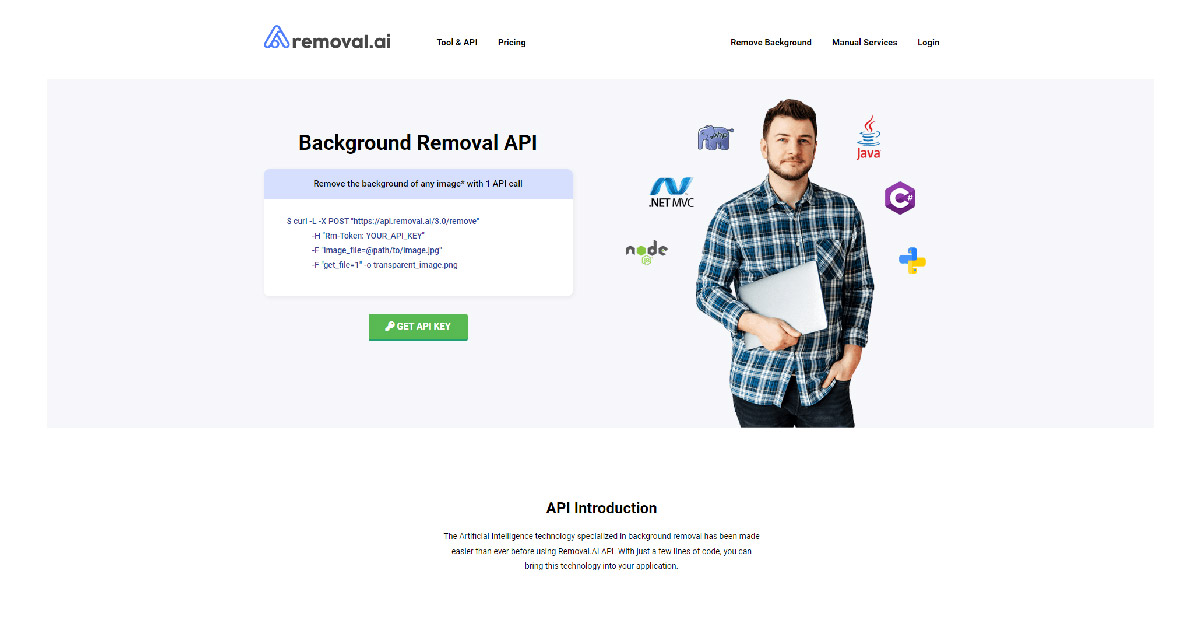 removal.ai
Tool & API
Pricing
Remove Background
Manual Services
Login
Background Removal API
Remove the background of any image* with 1 API call
$ curl -L -X POST "https://api.removal.ai/3.0/remove"
-H "Rm-Token: YOUR_API_KEY"
-F "image_file=@path/to/image.jpg"
-F "get_file=1" -o transparent_image.png
GET API KEY
php
Java
.NET MVC
C#
node
JS
API Introduction
The Artificial Intelligence technology specialized in background removal has been made
easier than ever before using Removal.AI API. With just a few lines of code, you can
bring this technology into your application.